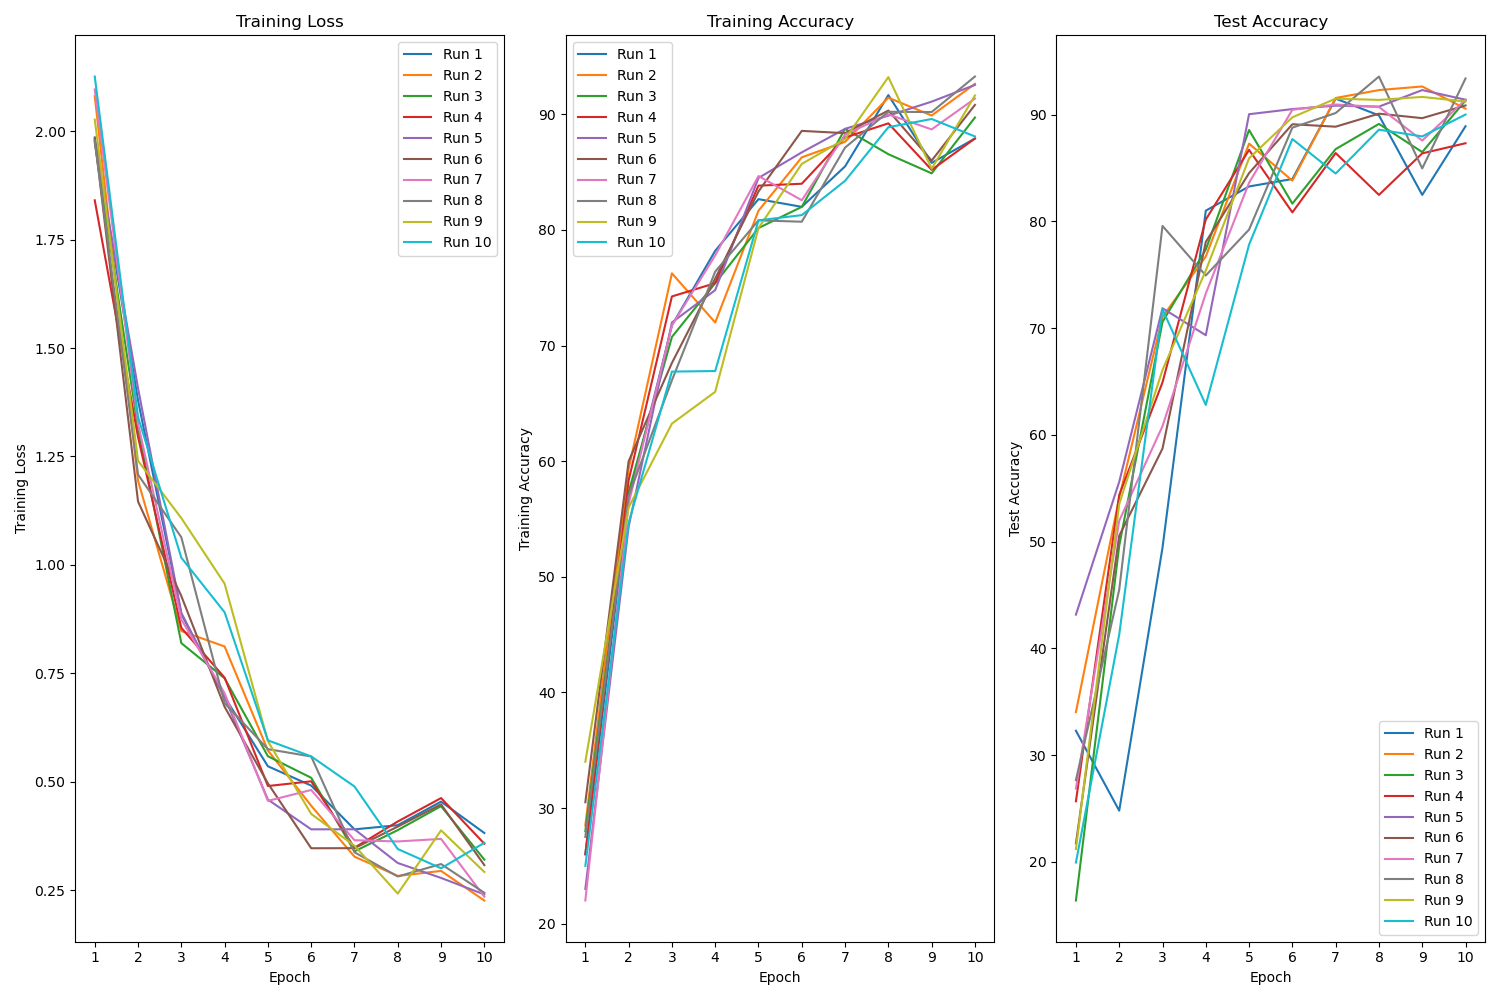 Training Loss
Training Loss
2.00
1.75
1.50
1.25
1.00
0.75
0.50
0.25
1 2 3 4 5 6 7 8 9 10
Epoch
Run 1
Run 2
Run 3
Run 4
Run 5
Run 6
Run 7
Run 8
Run 9
Run 10
Training Accuracy
Training Accuracy
90
80
70
60
50
40
30
20
1 2 3 4 5 6 7 8 9 10
Epoch
Run 1
Run 2
Run 3
Run 4
Run 5
Run 6
Run 7
Run 8
Run 9
Run 10
Test Accuracy
Test Accuracy
90
80
70
60
50
40
30
20
1 2 3 4 5 6 7 8 9 10
Epoch
Run 1
Run 2
Run 3
Run 4
Run 5
Run 6
Run 7
Run 8
Run 9
Run 10